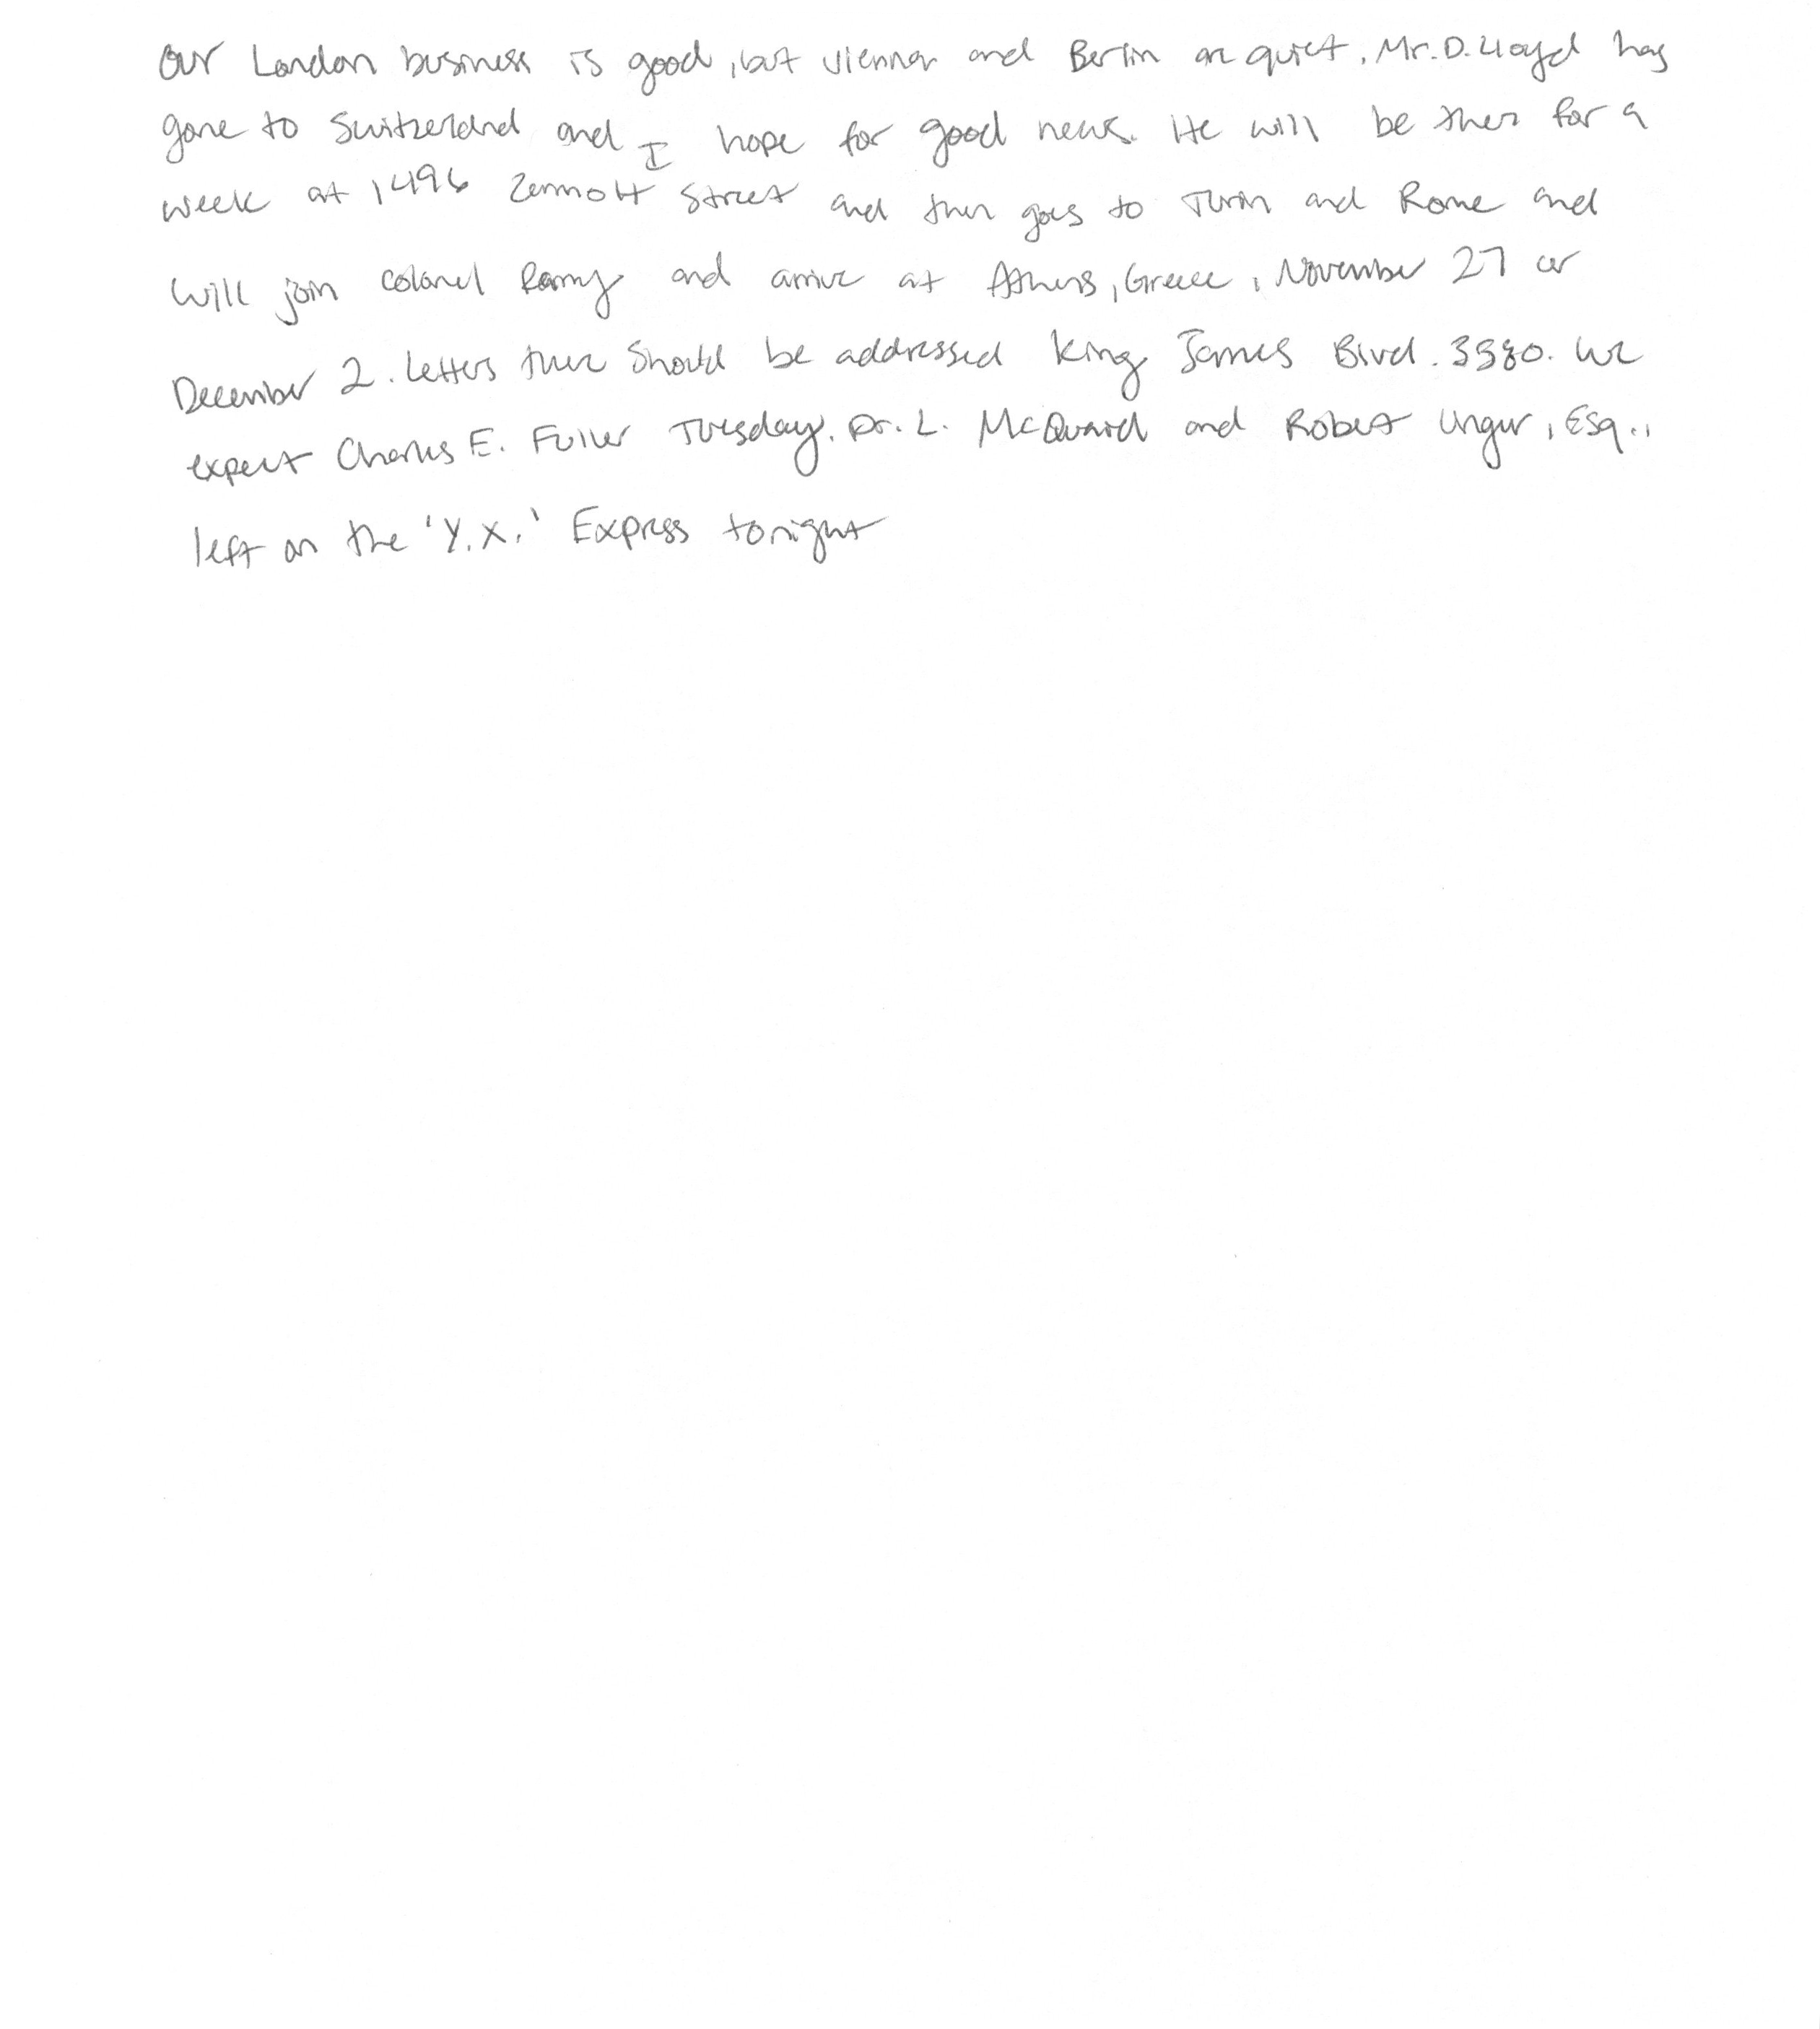 Our London business is good, but Vienna and Berlin are quiet. Mr. D. Lloyd has
gone to Switzerland and I hope for good news. He will be there for a
week at 1496 Zermott Street and then goes to Turin and Rome and
will join Colonel Parry and arrive at Athens, Greece, November 27 or
December 2. Letters there should be addressed King James Blvd. 3580. We
expect Charles E. Fuller Tuesday. Dr. L. McQuaid and Robert Unger, Esq.,
left on the 'Y.X.' Express tonight